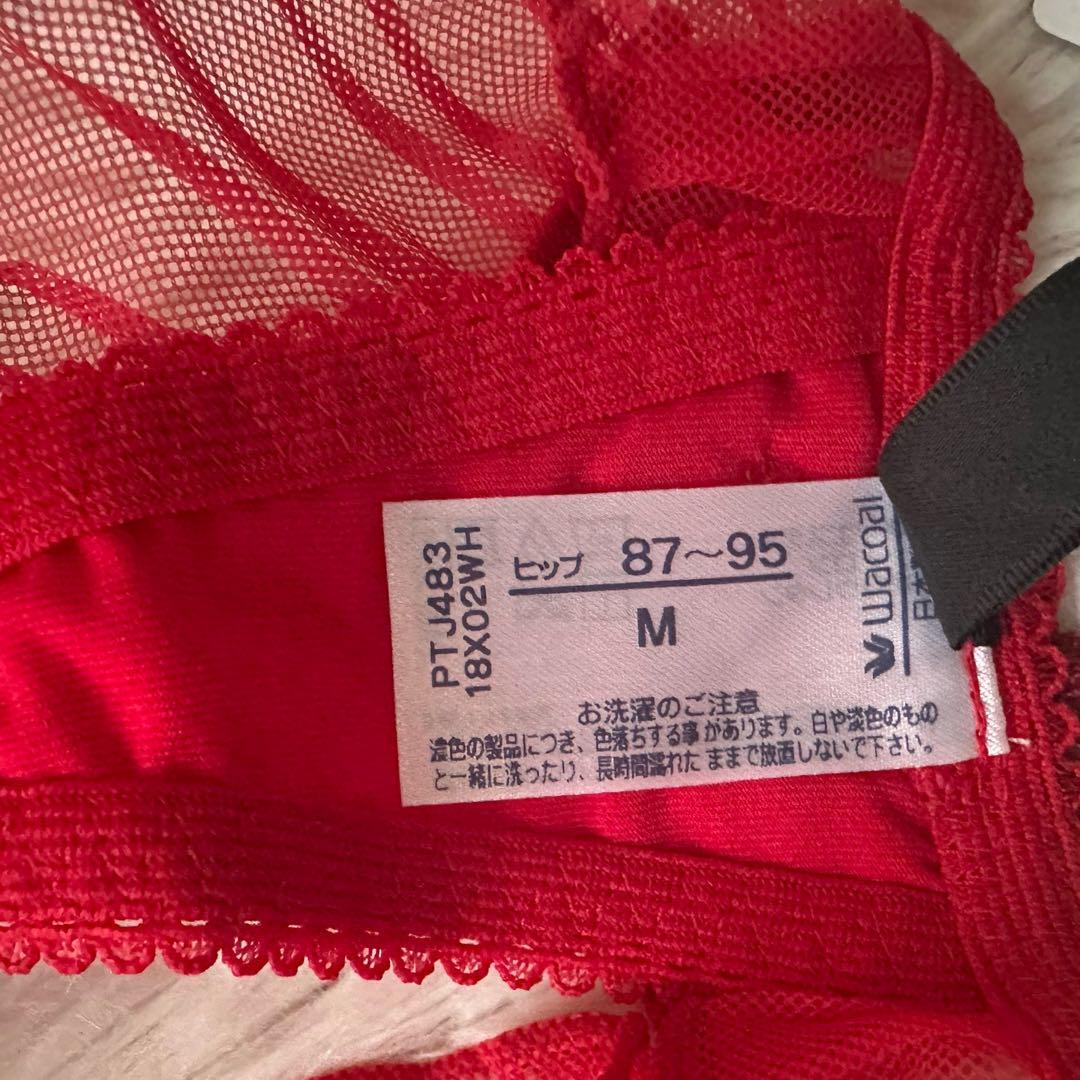 PTJ483
18X02WH
ヒップ 87～95
M
wacoal
お洗濯のご注意
濃色の製品につき、色落ちする事があります。白や淡色のもの
と一緒に洗ったり、長時間濡れたままで放置しないで下さい。